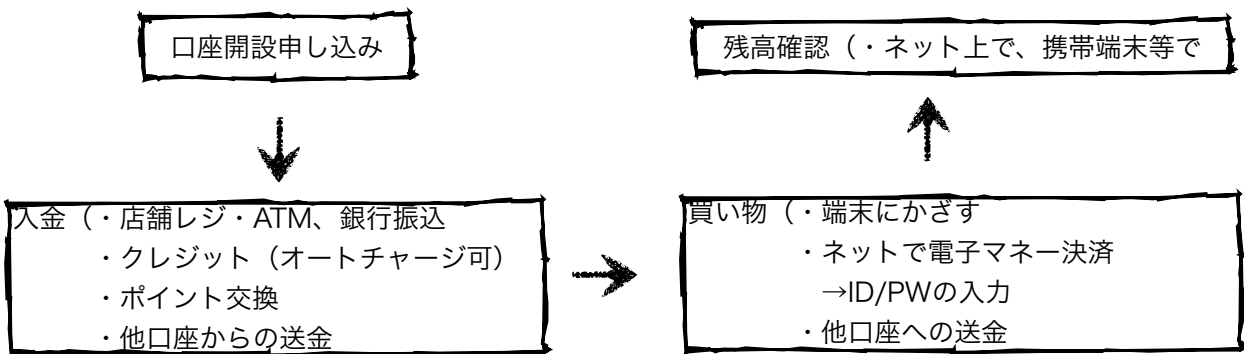 口座開設申し込み
入金（・店舗レジ・ATM、銀行振込
・クレジット（オートチャージ可）
・ポイント交換
・他口座からの送金
買い物（・端末にかざす
・ネットで電子マネー決済
→ID/PWの入力
・他口座への送金
残高確認（・ネット上で、携帯端末等で